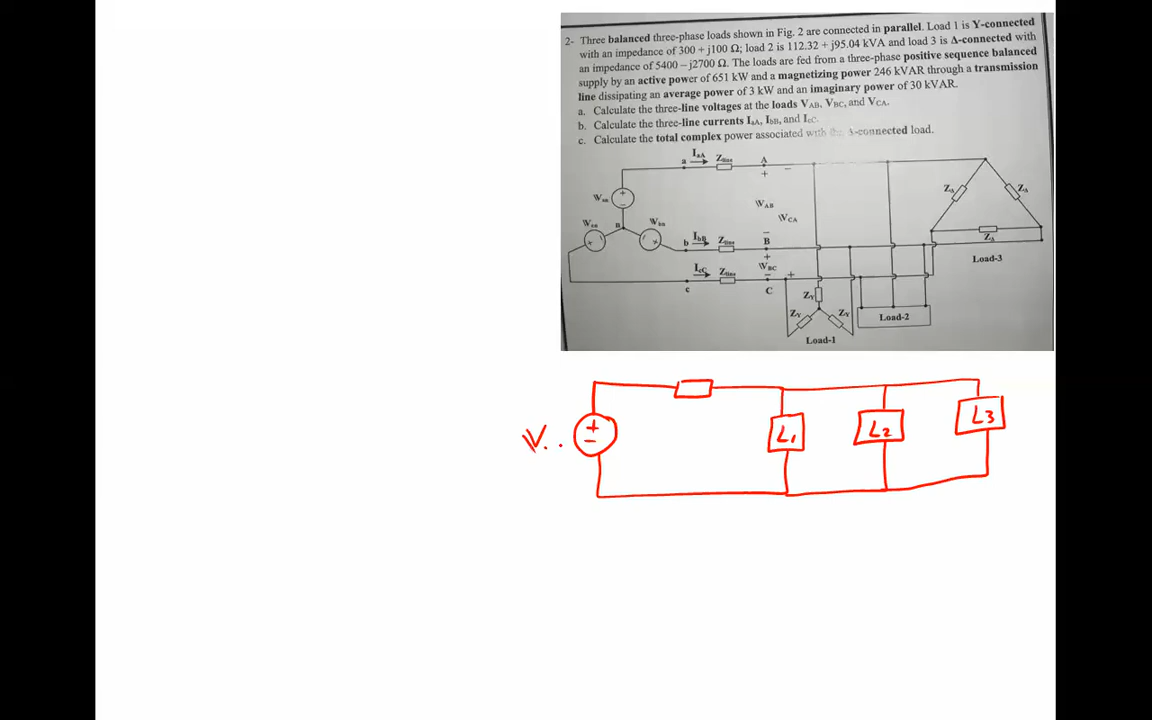 2- Three balanced three-phase loads shown in Fig. 2 are connected in parallel. Load 1 is Y-connected
with an impedance of 300 + j100 Ω; load 2 is 112.32 + j95.04 kVA and load 3 is Δ-connected with
an impedance of 5400 – j2700 Ω. The loads are fed from a three-phase positive sequence balanced
supply by an active power of 651 kW and a magnetizing power 246 kVAR through a transmission
line dissipating an average power of 3 kW and an imaginary power of 30 kVAR.
a. Calculate the three-line voltages at the loads VAB, VBC, and VCA.
b. Calculate the three-line currents IaA, IbB, and IcC.
c. Calculate the total complex power associated with the Δ-connected load.
a IaA Zline A
+ −
Van + −
VAB
VCA
Vcn n Vbn
+ +
b IbB Zline − B
+
IcC Zline VBC − +
c C
ZΔ ZΔ
ZΔ
Load-3
ZY
ZY ZY
Load-1
Load-2
V.. + − L1 L2 L3